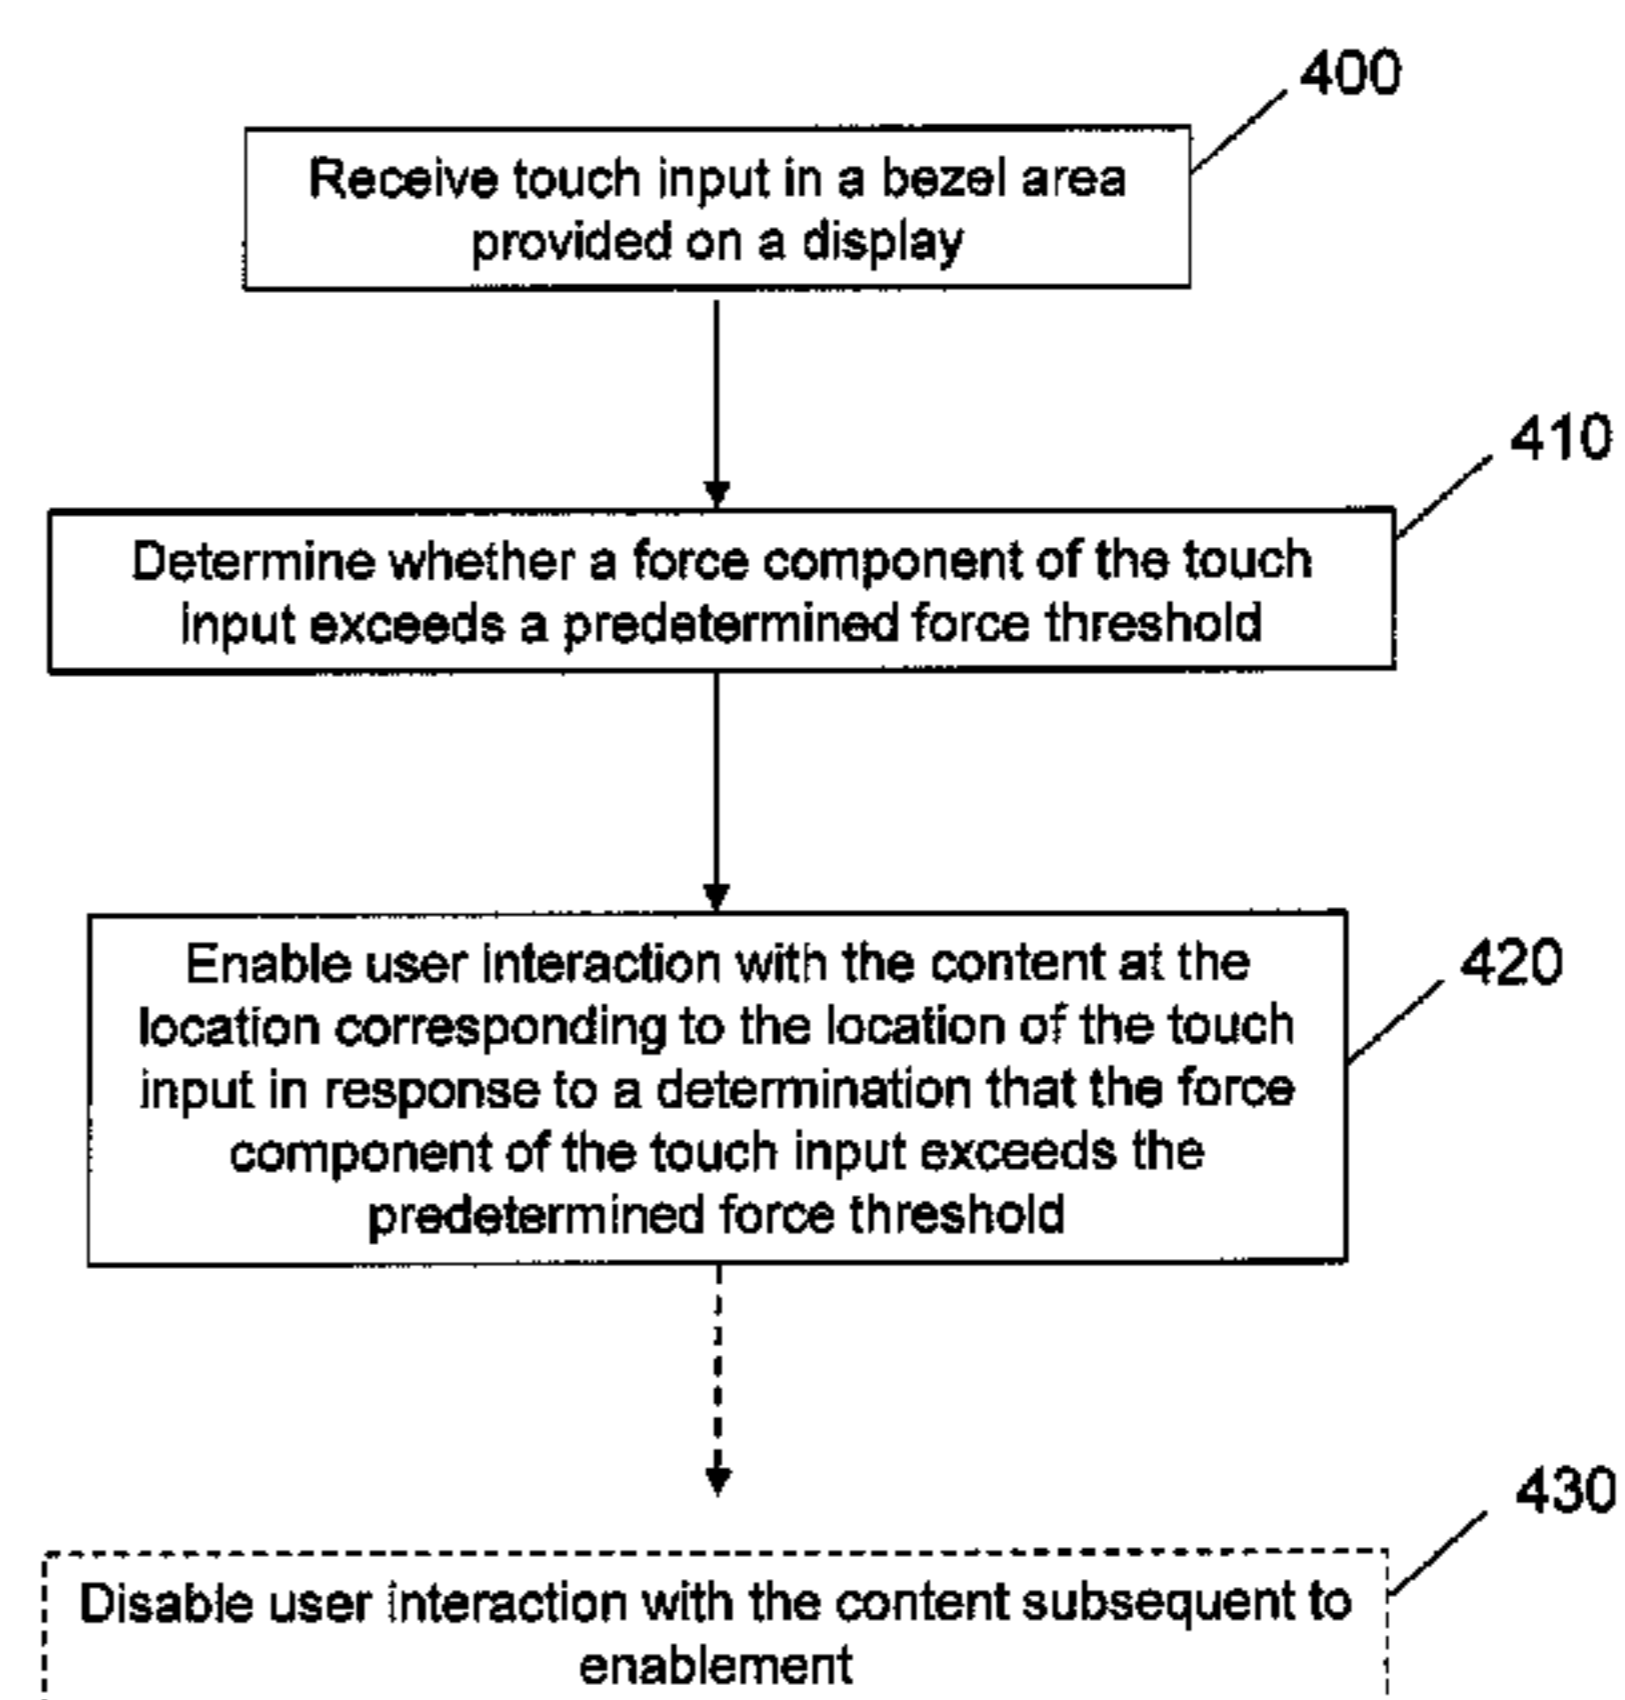 400
Receive touch input in a bezel area
provided on a display
410
Determine whether a force component of the touch
input exceeds a predetermined force threshold
420
Enable user interaction with the content at the
location corresponding to the location of the touch
input in response to a determination that the force
component of the touch input exceeds the
predetermined force threshold
430
Disable user interaction with the content subsequent to
enablement